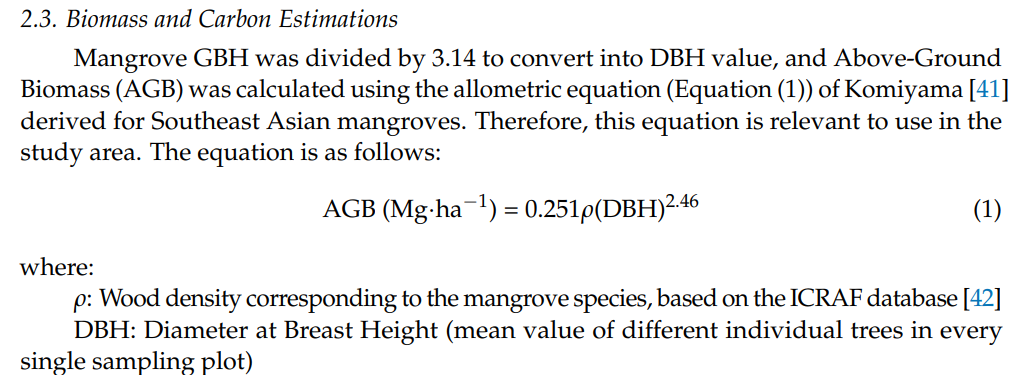 2.3. Biomass and Carbon Estimations
Mangrove GBH was divided by 3.14 to convert into DBH value, and Above-Ground
Biomass (AGB) was calculated using the allometric equation (Equation (1)) of Komiyama [41]
derived for Southeast Asian mangroves. Therefore, this equation is relevant to use in the
study area. The equation is as follows:
AGB (Mg·ha⁻¹) = 0.251ρ(DBH)²·⁴⁶ (1)
where:
ρ: Wood density corresponding to the mangrove species, based on the ICRAF database [42]
DBH: Diameter at Breast Height (mean value of different individual trees in every
single sampling plot)